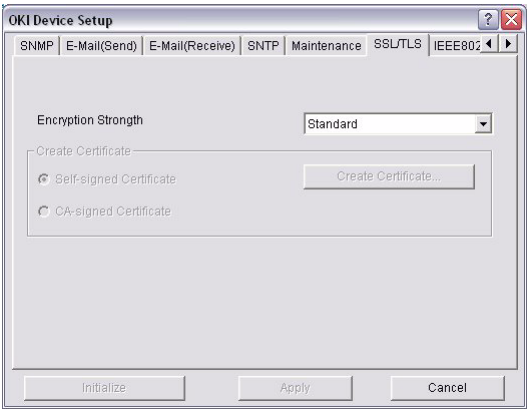 OKI Device Setup
SNMP E-Mail(Send) E-Mail(Receive) SNTP Maintenance SSL/TLS IEEE802
Encryption Strength Standard
Create Certificate
Self-signed Certificate Create Certificate...
CA-signed Certificate
Initialize Apply Cancel